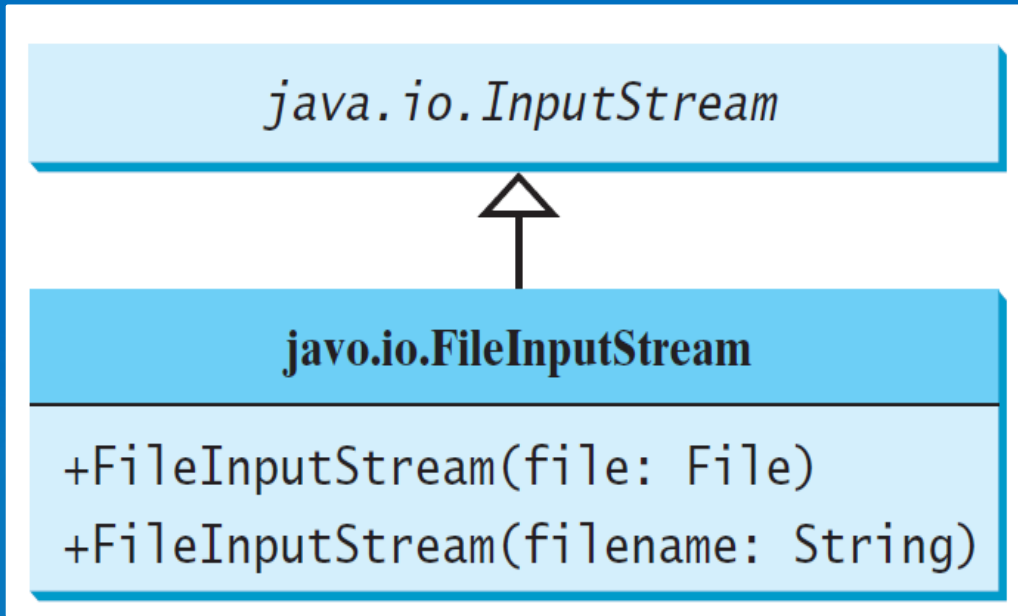 java.io.InputStream
javo.io.FileInputStream
+FileInputStream(file: File)
+FileInputStream(filename: String)